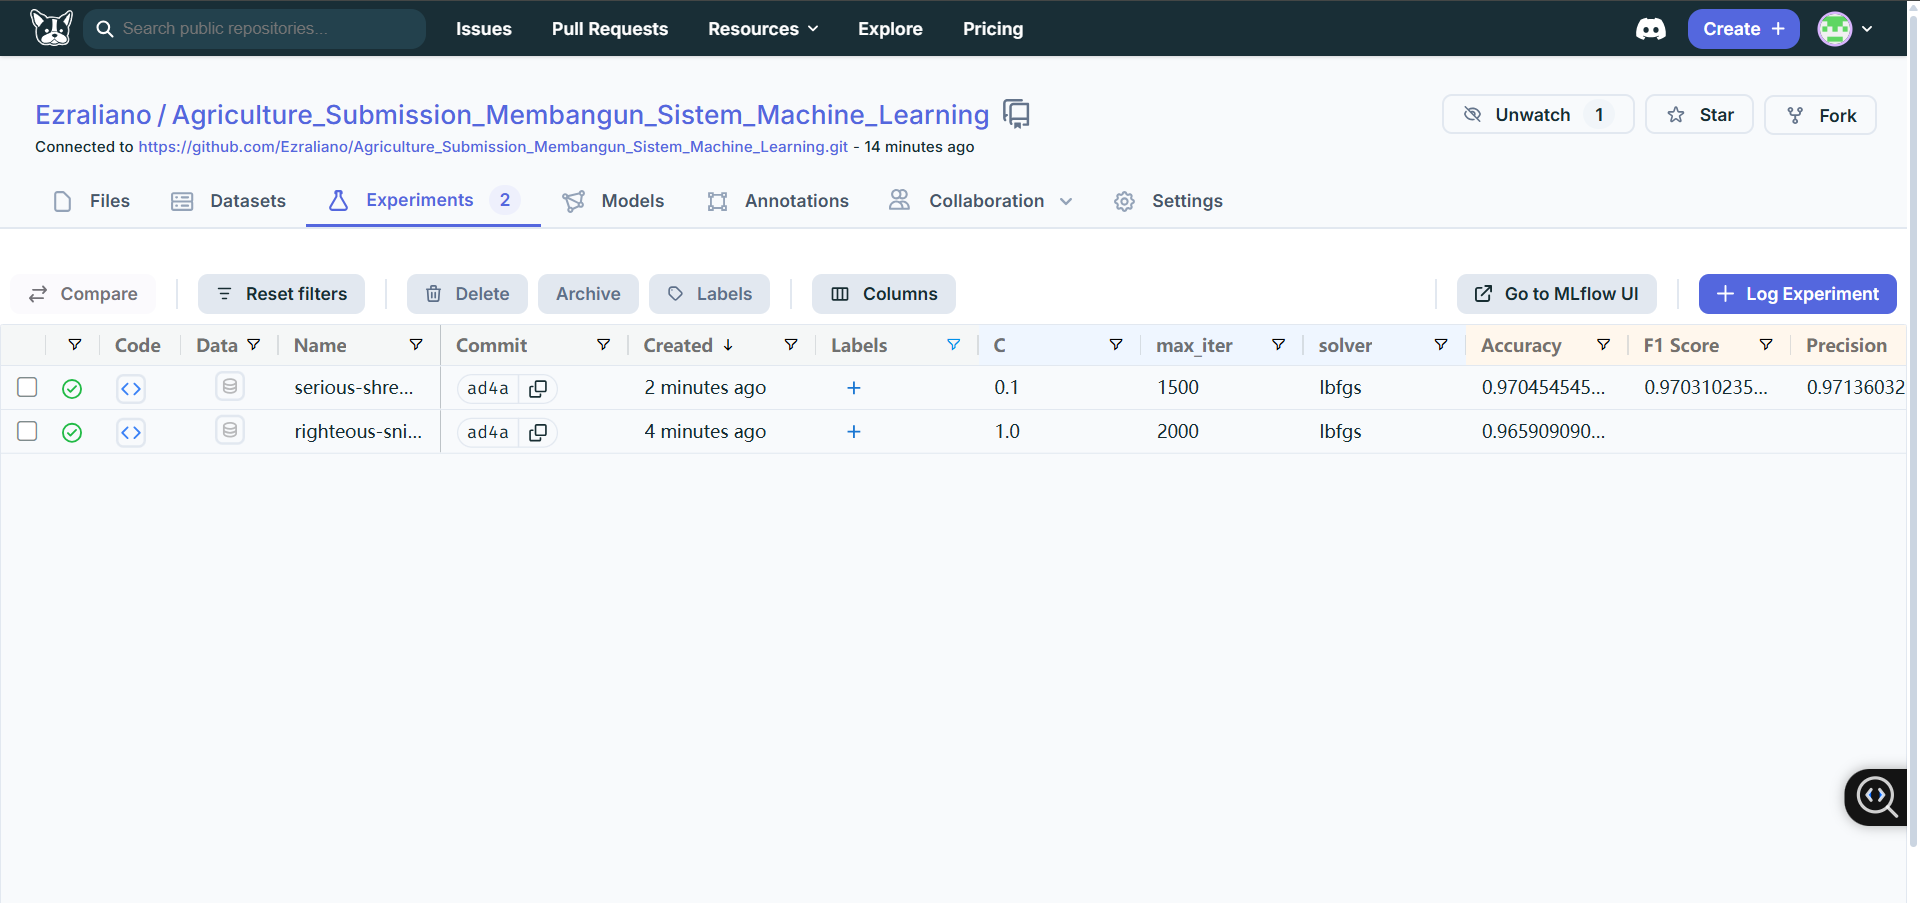 Search public repositories...
Issues
Pull Requests
Resources
Explore
Pricing
Create +
Ezraliano / Agriculture_Submission_Membangun_Sistem_Machine_Learning
Unwatch 1
Star
Fork
Connected to https://github.com/Ezraliano/Agriculture_Submission_Membangun_Sistem_Machine_Learning.git - 14 minutes ago
Files
Datasets
Experiments 2
Models
Annotations
Collaboration
Settings
Compare
Reset filters
Delete
Archive
Labels
Columns
Go to MLflow UI
+ Log Experiment
Code Data Name Commit Created ↓ Labels C max_iter solver Accuracy F1 Score Precision
serious-shre... ad4a 2 minutes ago + 0.1 1500 lbfgs 0.970454545... 0.970310235... 0.97136032
righteous-sni... ad4a 4 minutes ago + 1.0 2000 lbfgs 0.965909090...